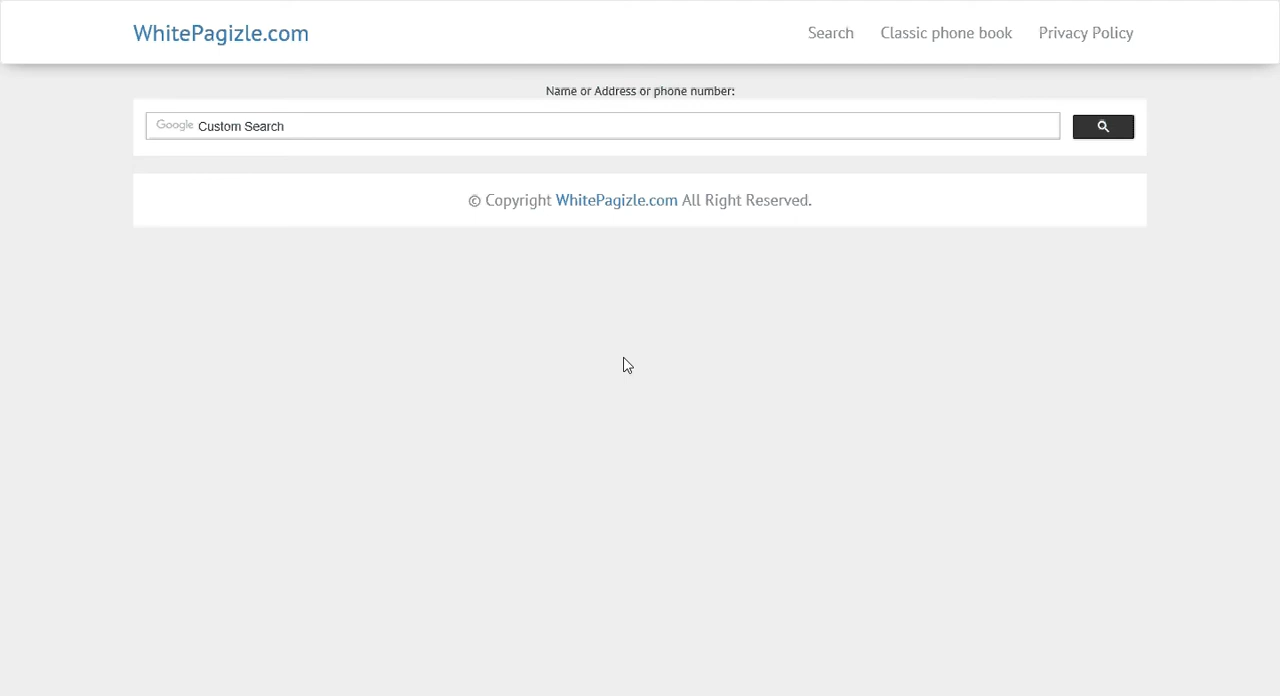 WhitePagizle.com
Search
Classic phone book
Privacy Policy
Name or Address or phone number:
Google Custom Search
© Copyright WhitePagizle.com All Right Reserved.